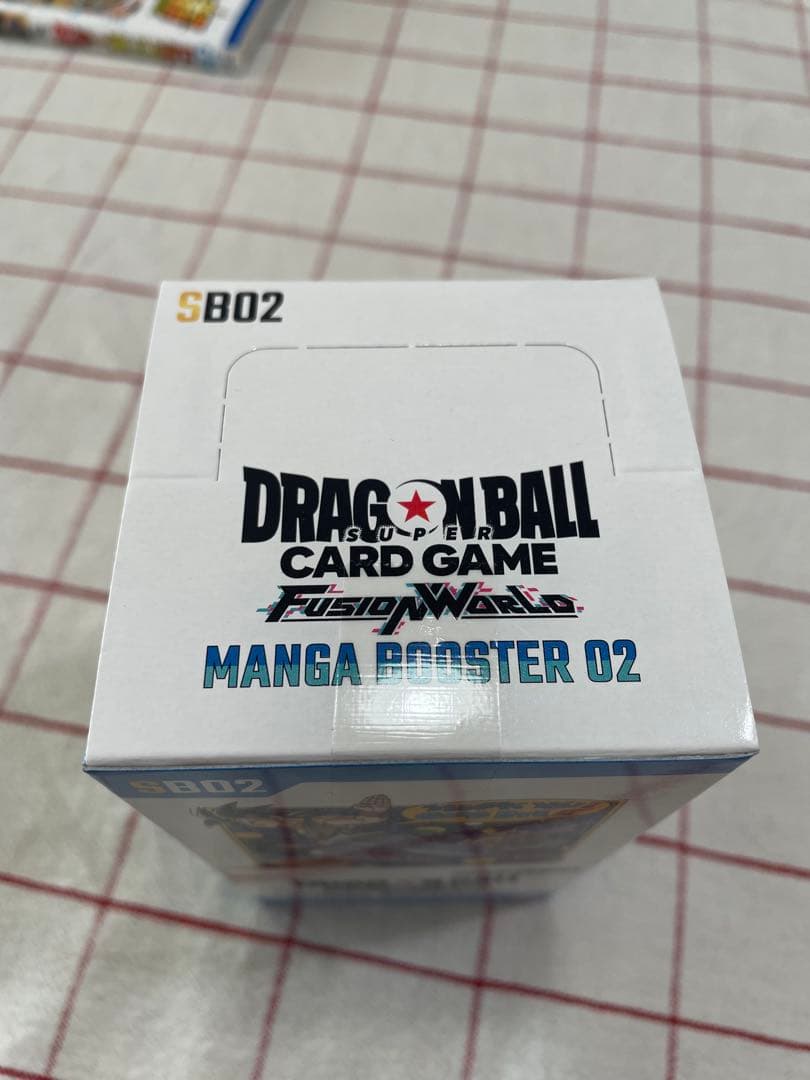 SB02
DRAGON BALL
SUPER
CARD GAME
FUSION WORLD
MANGA BOOSTER 02
SB02